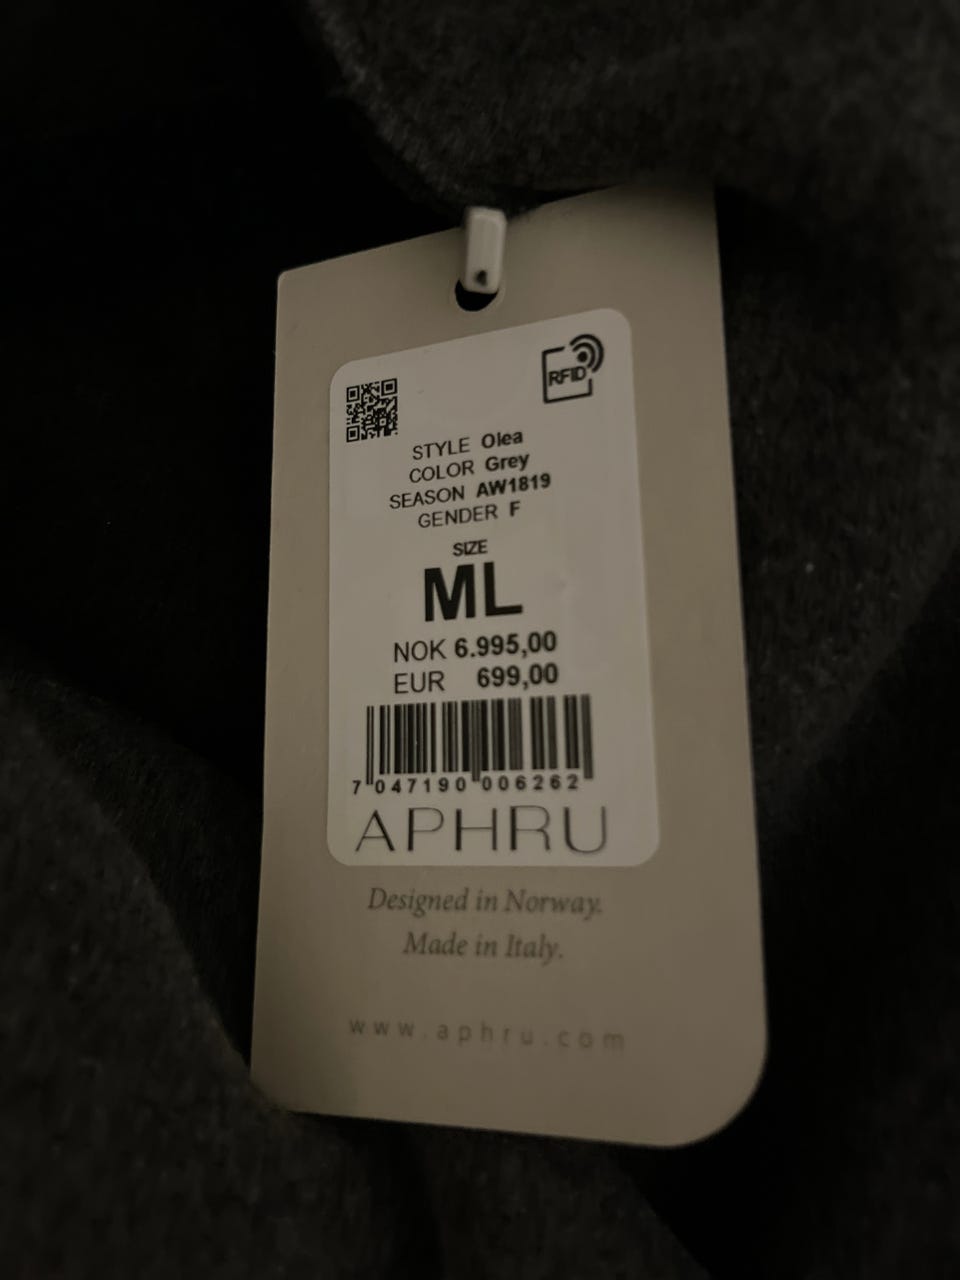 RFID
STYLE Olea
COLOR Grey
SEASON AW1819
GENDER F
SIZE
ML
NOK 6.995,00
EUR 699,00
7 047190 006262
APHRU
Designed in Norway.
Made in Italy.
www.aphru.com